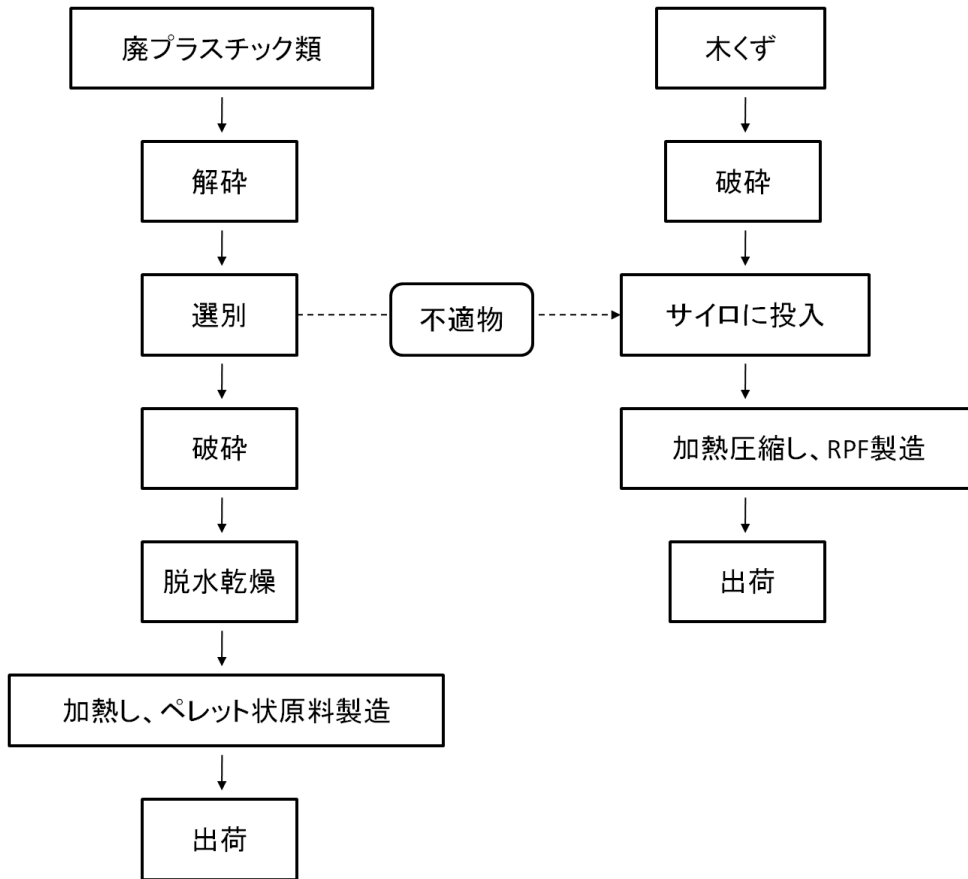 廃プラスチック類
解砕
選別
破砕
脱水乾燥
加熱し、ペレット状原料製造
出荷
不適物
木くず
破砕
サイロに投入
加熱圧縮し、RPF製造
出荷